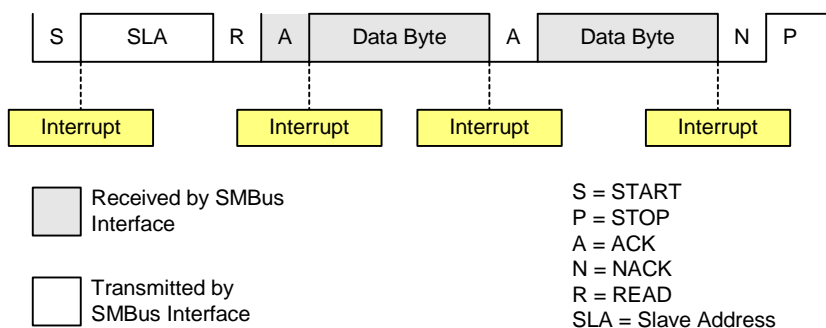 S SLA R A Data Byte A Data Byte N P
Interrupt Interrupt Interrupt Interrupt
Received by SMBus
Interface
Transmitted by
SMBus Interface
S = START
P = STOP
A = ACK
N = NACK
R = READ
SLA = Slave Address